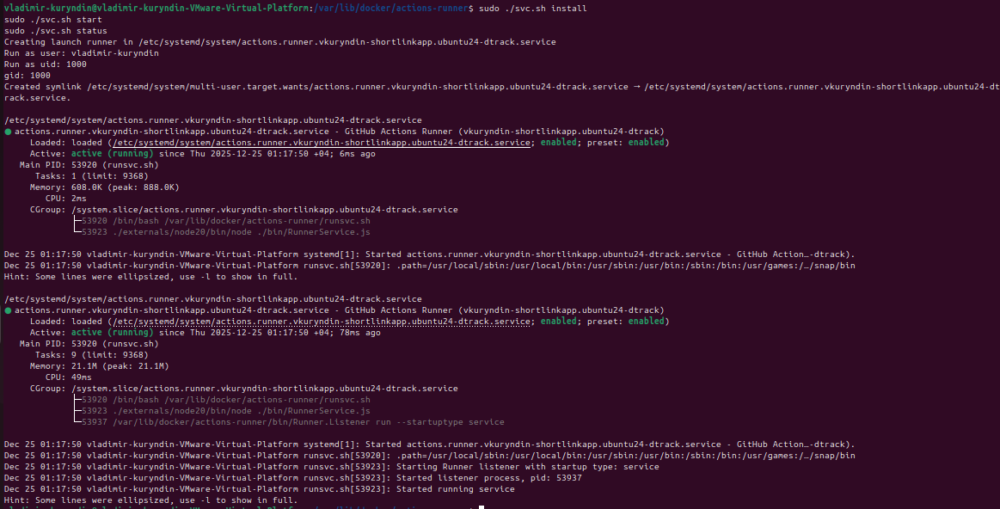 vladimir-kuryndin@vladimir-kuryndin-VMware-Virtual-Platform:/var/lib/docker/actions-runner$ sudo ./svc.sh install
sudo ./svc.sh start
sudo ./svc.sh status
Creating launch runner in /etc/systemd/system/actions.runner.vkuryndin-shortlinkapp.ubuntu24-dtrack.service
Run as user: vladimir-kuryndin
Run as uid: 1000
gid: 1000
Created symlink /etc/systemd/system/multi-user.target.wants/actions.runner.vkuryndin-shortlinkapp.ubuntu24-dtrack.service → /etc/systemd/system/actions.runner.vkuryndin-shortlinkapp.ubuntu24-dt
rack.service.
/etc/systemd/system/actions.runner.vkuryndin-shortlinkapp.ubuntu24-dtrack.service
● actions.runner.vkuryndin-shortlinkapp.ubuntu24-dtrack.service - GitHub Actions Runner (vkuryndin-shortlinkapp.ubuntu24-dtrack)
Loaded: loaded (/etc/systemd/system/actions.runner.vkuryndin-shortlinkapp.ubuntu24-dtrack.service; enabled; preset: enabled)
Active: active (running) since Thu 2025-12-25 01:17:50 +04; 6ms ago
Main PID: 53920 (runsvc.sh)
Tasks: 1 (limit: 9368)
Memory: 608.0K (peak: 888.0K)
CPU: 2ms
CGroup: /system.slice/actions.runner.vkuryndin-shortlinkapp.ubuntu24-dtrack.service
├─53920 /bin/bash /var/lib/docker/actions-runner/runsvc.sh
└─53923 ./externals/node20/bin/node ./bin/RunnerService.js
Dec 25 01:17:50 vladimir-kuryndin-VMware-Virtual-Platform systemd[1]: Started actions.runner.vkuryndin-shortlinkapp.ubuntu24-dtrack.service - GitHub Action…-dtrack).
Dec 25 01:17:50 vladimir-kuryndin-VMware-Virtual-Platform runsvc.sh[53920]: .path=/usr/local/sbin:/usr/local/bin:/usr/sbin:/usr/bin:/sbin:/bin:/usr/games:/…/snap/bin
Hint: Some lines were ellipsized, use -l to show in full.
/etc/systemd/system/actions.runner.vkuryndin-shortlinkapp.ubuntu24-dtrack.service
● actions.runner.vkuryndin-shortlinkapp.ubuntu24-dtrack.service - GitHub Actions Runner (vkuryndin-shortlinkapp.ubuntu24-dtrack)
Loaded: loaded (/etc/systemd/system/actions.runner.vkuryndin-shortlinkapp.ubuntu24-dtrack.service; enabled; preset: enabled)
Active: active (running) since Thu 2025-12-25 01:17:50 +04; 78ms ago
Main PID: 53920 (runsvc.sh)
Tasks: 9 (limit: 9368)
Memory: 21.1M (peak: 21.1M)
CPU: 49ms
CGroup: /system.slice/actions.runner.vkuryndin-shortlinkapp.ubuntu24-dtrack.service
├─53920 /bin/bash /var/lib/docker/actions-runner/runsvc.sh
├─53923 ./externals/node20/bin/node ./bin/RunnerService.js
└─53937 /var/lib/docker/actions-runner/bin/Runner.Listener run --startuptype service
Dec 25 01:17:50 vladimir-kuryndin-VMware-Virtual-Platform systemd[1]: Started actions.runner.vkuryndin-shortlinkapp.ubuntu24-dtrack.service - GitHub Action…-dtrack).
Dec 25 01:17:50 vladimir-kuryndin-VMware-Virtual-Platform runsvc.sh[53920]: .path=/usr/local/sbin:/usr/local/bin:/usr/sbin:/usr/bin:/sbin:/bin:/usr/games:/…/snap/bin
Dec 25 01:17:50 vladimir-kuryndin-VMware-Virtual-Platform runsvc.sh[53923]: Starting Runner listener with startup type: service
Dec 25 01:17:50 vladimir-kuryndin-VMware-Virtual-Platform runsvc.sh[53923]: Started listener process, pid: 53937
Dec 25 01:17:50 vladimir-kuryndin-VMware-Virtual-Platform runsvc.sh[53923]: Started running service
Hint: Some lines were ellipsized, use -l to show in full.